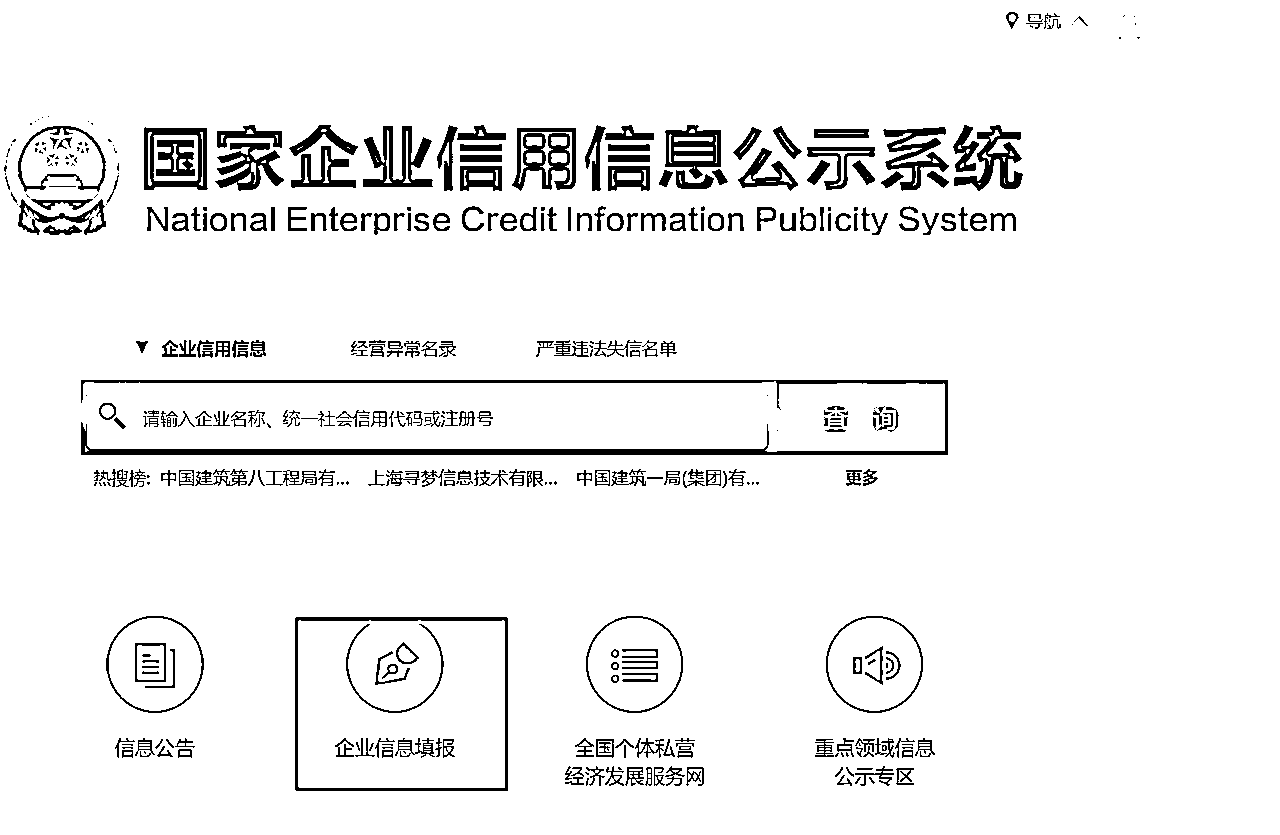 导航
国家企业信用信息公示系统
National Enterprise Credit Information Publicity System
企业信用信息 经营异常名录 严重违法失信名单
请输入企业名称、统一社会信用代码或注册号 查询
热搜榜: 中国建筑第八工程局有... 上海寻梦信息技术有限... 中国建筑一局(集团)有... 更多
信息公告 企业信息填报 全国个体私营 重点领域信息
经济发展服务网 公示专区